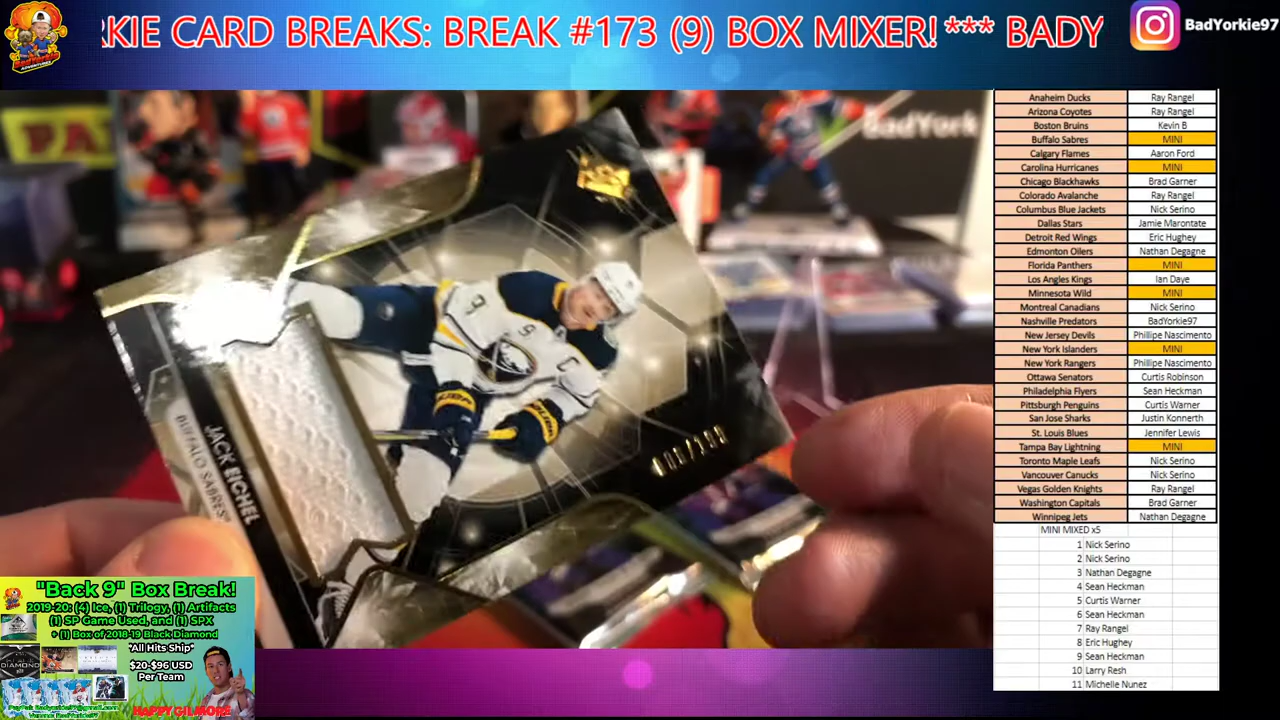 RKIE CARD BREAKS: BREAK #173 (9) BOX MIXER! *** BADY
BadYorkie97
BadYork
JACK EICHEL
BUFFALO SABRES
Anaheim Ducks Ray Rangel
Arizona Coyotes Ray Rangel
Boston Bruins Kevin B
Buffalo Sabres MINI
Calgary Flames Aaron Ford
Carolina Hurricanes MINI
Chicago Blackhawks Brad Garner
Colorado Avalanche Ray Rangel
Columbus Blue Jackets Nick Serino
Dallas Stars Jamie Marontate
Detroit Red Wings Eric Hughey
Edmonton Oilers Nathan Degagne
Florida Panthers MINI
Los Angeles Kings Ian Daye
Minnesota Wild MINI
Montreal Canadians Nick Serino
Nashville Predators BadYorkie97
New Jersey Devils Phillipe Nascimento
New York Islanders MINI
New York Rangers Phillipe Nascimento
Ottawa Senators Curtis Robinson
Philadelphia Flyers Sean Heckman
Pittsburgh Penguins Curtis Warner
San Jose Sharks Justin Konnerth
St. Louis Blues Jennifer Lewis
Tampa Bay Lightning MINI
Toronto Maple Leafs Nick Serino
Vancouver Canucks Nick Serino
Vegas Golden Knights Ray Rangel
Washington Capitals Brad Garner
Winnipeg Jets Nathan Degagne
MINI MIXED x5
1 Nick Serino
2 Nick Serino
3 Nathan Degagne
4 Sean Heckman
5 Curtis Warner
6 Sean Heckman
7 Ray Rangel
8 Eric Hughey
9 Sean Heckman
10 Larry Resh
11 Michelle Nunez
"Back 9" Box Break!
2019-20: (4) Ice, (1) Trilogy, (1) Artifacts
(1) SP Game Used, and (1) SPX
+ (1) Box of 2018-19 Black Diamond
*All Hits Ship*
$20-$96 USD
Per Team
DIAMOND
HAPPY GILMORE